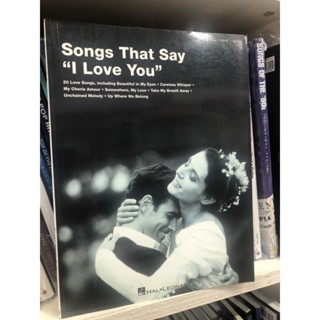 Songs That Say
"I Love You"
20 Love Songs, including Beautiful in My Eyes • Careless Whisper •
My Cherie Amour • Somewhere, My Love • Take My Breath Away •
Unchained Melody • Up Where We Belong
HAL•LEONARD
SONGS OF THE '90s